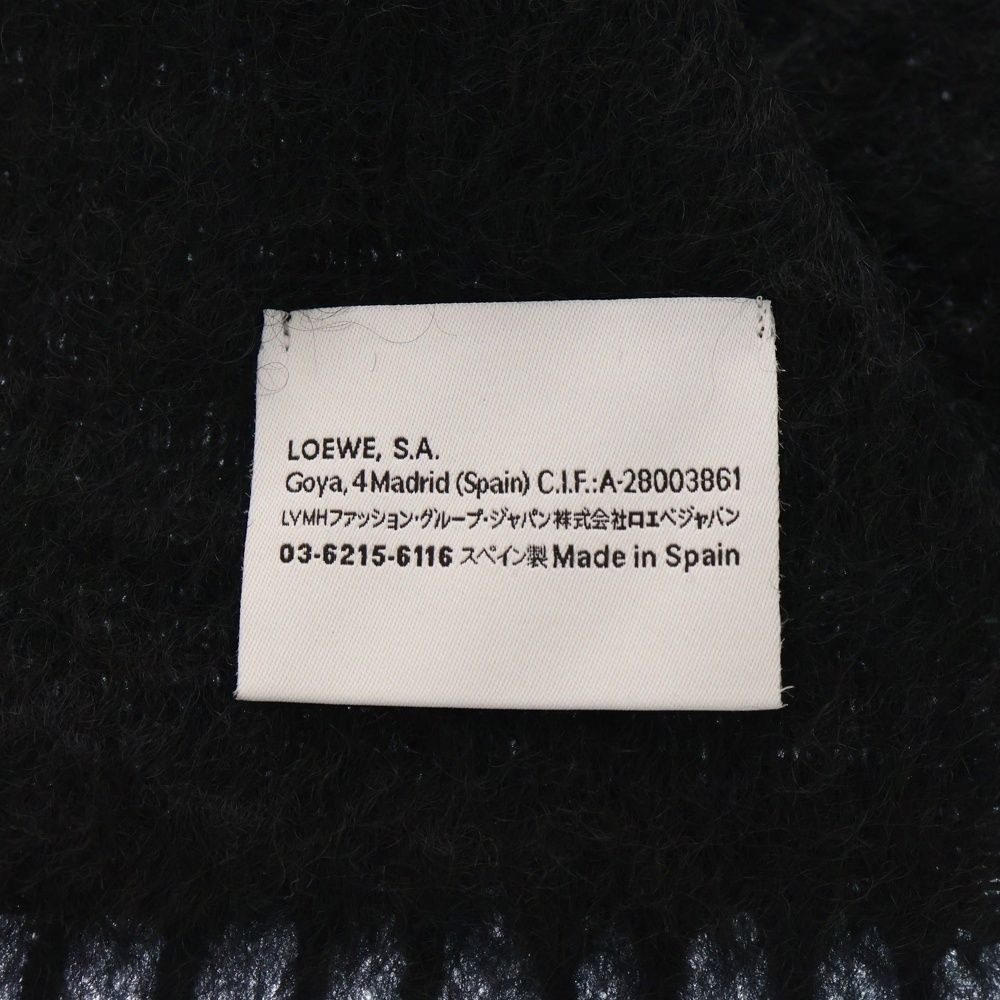 LOEWE, S.A.
Goya, 4 Madrid (Spain) C.I.F.:A-28003861
LVMHファッション・グループ・ジャパン株式会社ロエベジャパン
03-6215-6116 スペイン製 Made in Spain